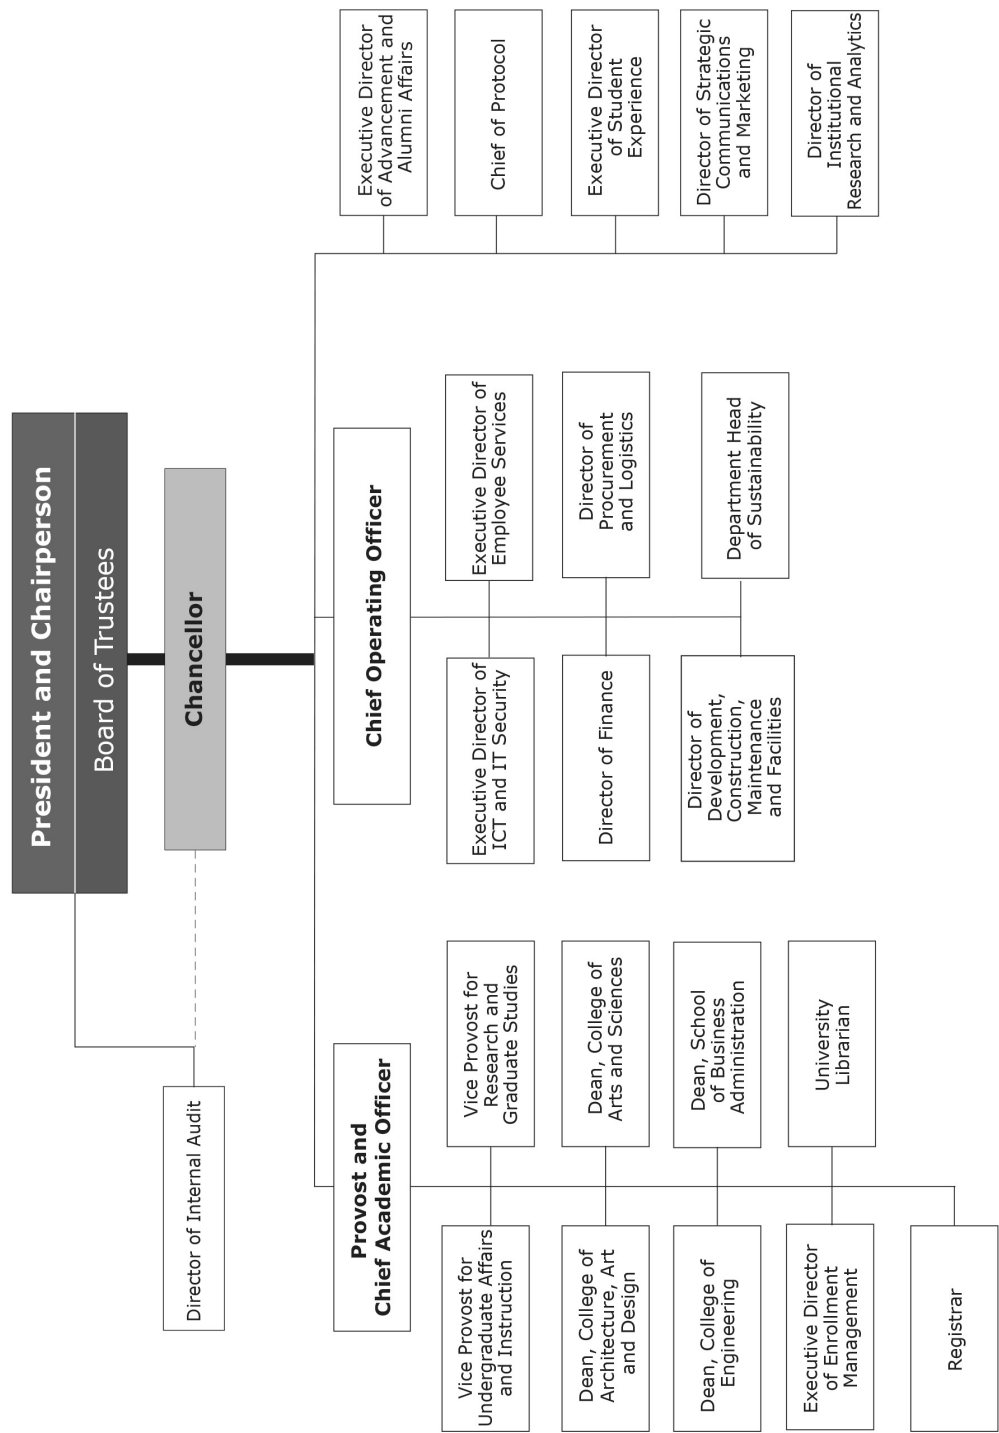 President and Chairperson
Board of Trustees
Chancellor
Director of Internal Audit
Provost and
Chief Academic Officer
Vice Provost for
Undergraduate Affairs
and Instruction
Vice Provost for
Research and
Graduate Studies
Dean, College of
Architecture, Art
and Design
Dean, College of
Arts and Sciences
Dean, College of
Engineering
Dean, School
of Business
Administration
Executive Director
of Enrollment
Management
University
Librarian
Registrar
Chief Operating Officer
Executive Director of
ICT and IT Security
Executive Director of
Employee Services
Director of Finance
Director of
Procurement
and Logistics
Director of
Development,
Construction,
Maintenance
and Facilities
Department Head
of Sustainability
Executive Director
of Advancement and
Alumni Affairs
Chief of Protocol
Executive Director
of Student
Experience
Director of Strategic
Communications
and Marketing
Director of
Institutional
Research and Analytics